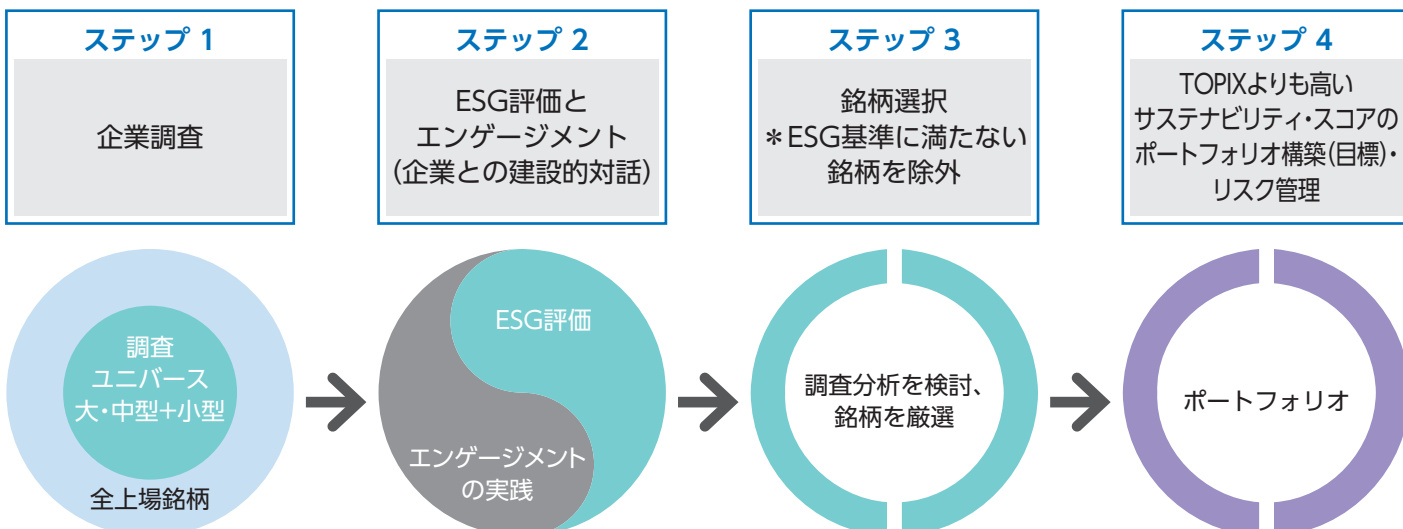 ステップ 1
企業調査
ステップ 2
ESG評価と
エンゲージメント
(企業との建設的対話)
ステップ 3
銘柄選択
＊ESG基準に満たない
銘柄を除外
ステップ 4
TOPIXよりも高い
サステナビリティ・スコアの
ポートフォリオ構築(目標)・
リスク管理
調査
ユニバース
大・中型+小型
全上場銘柄
ESG評価
エンゲージメント
の実践
調査分析を検討、
銘柄を厳選
ポートフォリオ